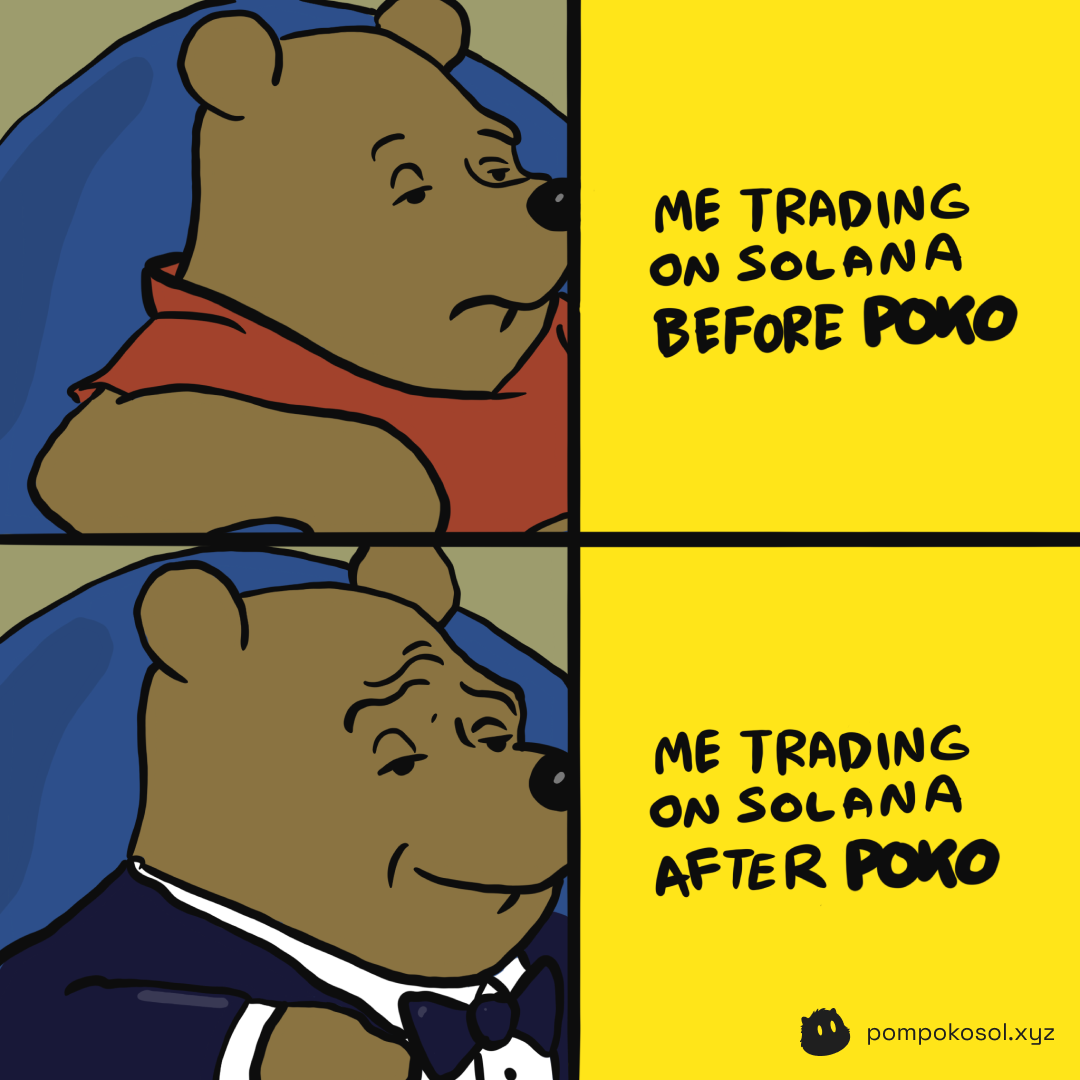 ME TRADING
ON SOLANA
BEFORE POKO
ME TRADING
ON SOLANA
AFTER POKO
pompokosol.xyz